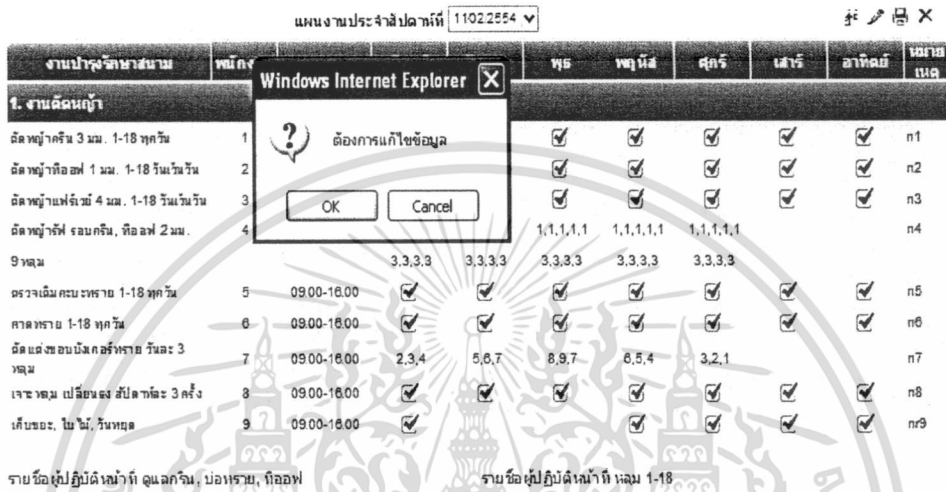 แผนงานประจำสัปดาห์ที่ 11022554
งานบำรุงรักษาสนาม พนักง พุธ พฤหัส ศุกร์ เสาร์ อาทิตย์ หมายเหตุ
Windows Internet Explorer
ต้องการแก้ไขข้อมูล
OK Cancel
1. งานตัดหญ้า
ตัดหญ้ากรีน 3 มม. 1-18 ทุกวัน 1 n1
ตัดหญ้าทีออฟ 1 มม. 1-18 วันเว้นวัน 2 n2
ตัดหญ้าแฟร์เวย์ 4 มม. 1-18 วันเว้นวัน 3 n3
ตัดหญ้ารัฟ รอบกรีน, ทีออฟ 2 มม. 4 1,1,1,1,1 1,1,1,1,1 1,1,1,1,1 n4
9 หลุม 3,3,3,3 3,3,3,3 3,3,3,3 3,3,3,3 3,3,3,3
ตรวจเติมกะบะทราย 1-18 ทุกวัน 5 09.00-16.00 n5
คาดทราย 1-18 ทุกวัน 6 09.00-16.00 n6
ตัดแต่งขอบบังเกอร์ทราย วันละ 3 หลุม 7 09.00-16.00 2,3,4 5,6,7 8,9,7 6,5,4 3,2,1 n7
เจาะหลุม เปลี่ยนธง สัปดาห์ละ 3 ครั้ง 8 09.00-16.00 n8
เก็บขยะ, ใบไม้, วันหยุด 9 09.00-16.00 nr9
รายชื่อผู้ปฏิบัติหน้าที่ ดูแลกรีน, บ่อทราย, ทีออฟ รายชื่อผู้ปฏิบัติหน้าที่ หลุม 1-18